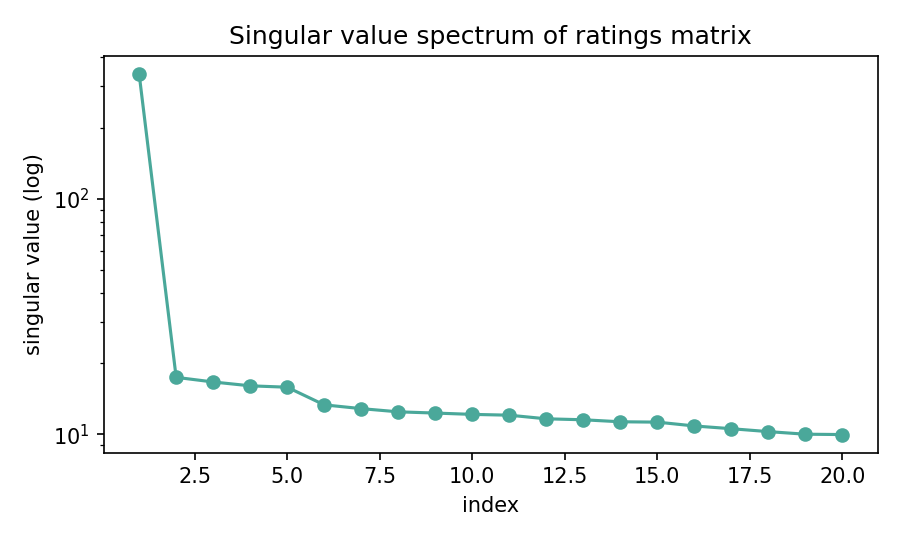 Singular value spectrum of ratings matrix
singular value (log)
10²
10¹
2.5 5.0 7.5 10.0 12.5 15.0 17.5 20.0
index